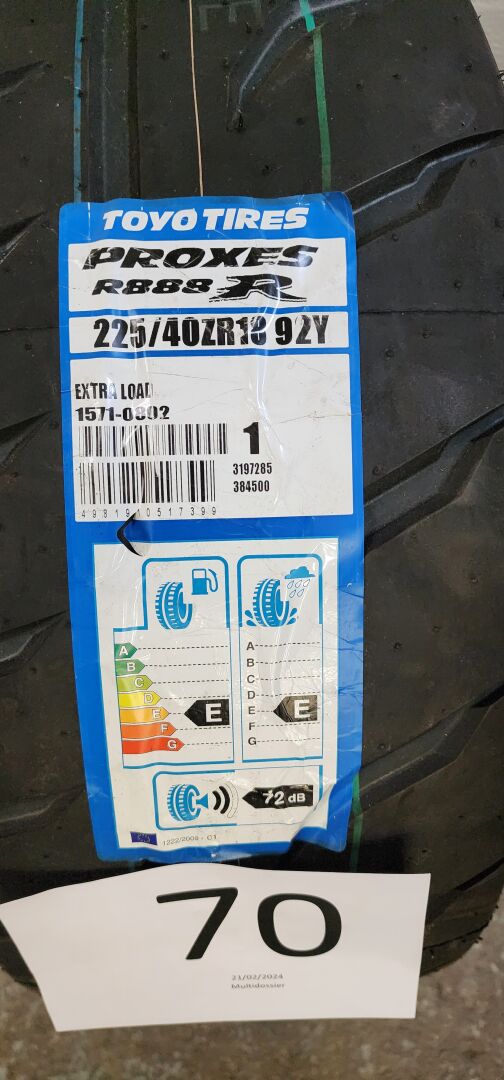 TOYO TIRES
PROXES
R888 R
225/40ZR18 92Y
EXTRA LOAD
1571-0802
1
3197285
384500
4981910517399
A
B
C
D
E
F
G
E
A
B
C
D
E
F
G
E
72 dB
1222/2009 - C1
70
21/02/2024
Multidossier